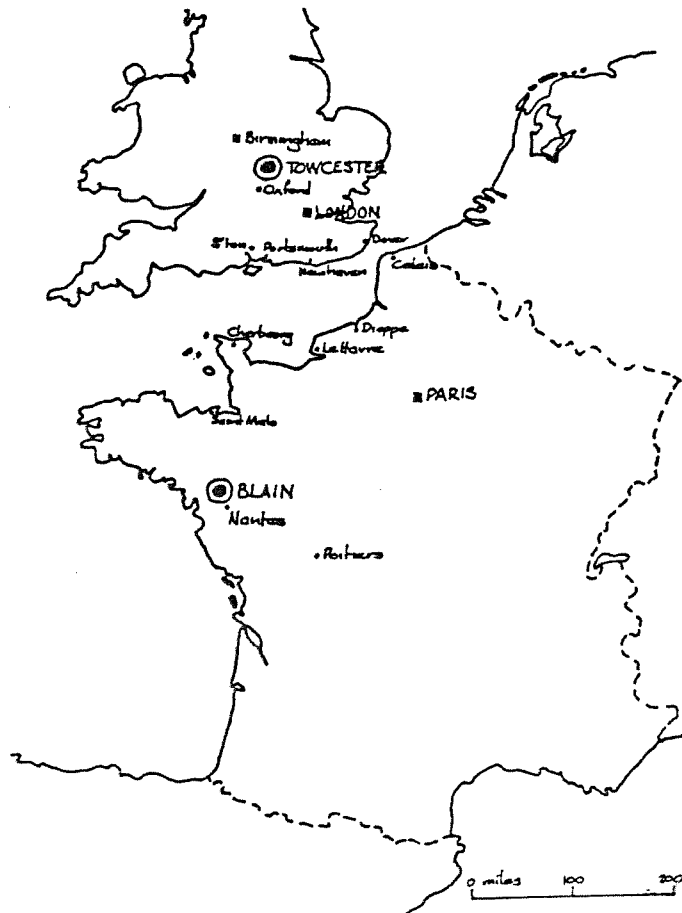 Birmingham
TOWCESTER
Oxford
LONDON
S'ton Portsmouth
Newhaven
Dover
Calais
Cherbourg
Dieppe
Le Havre
PARIS
Saint Malo
BLAIN
Nantes
Poitiers
0 miles 100 200